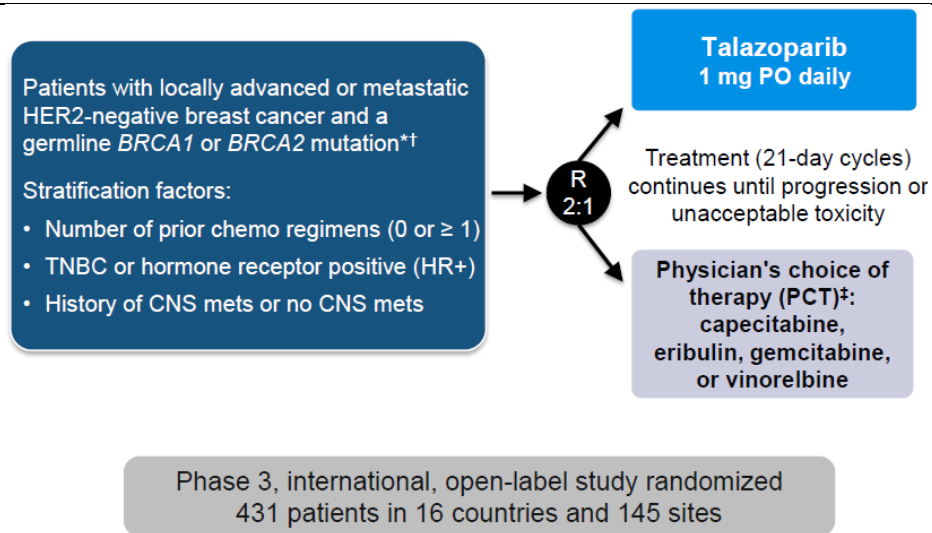 Patients with locally advanced or metastatic
HER2-negative breast cancer and a
germline BRCA1 or BRCA2 mutation*†
Stratification factors:
• Number of prior chemo regimens (0 or ≥ 1)
• TNBC or hormone receptor positive (HR+)
• History of CNS mets or no CNS mets
R
2:1
Talazoparib
1 mg PO daily
Treatment (21-day cycles)
continues until progression or
unacceptable toxicity
Physician's choice of
therapy (PCT)‡:
capecitabine,
eribulin, gemcitabine,
or vinorelbine
Phase 3, international, open-label study randomized
431 patients in 16 countries and 145 sites